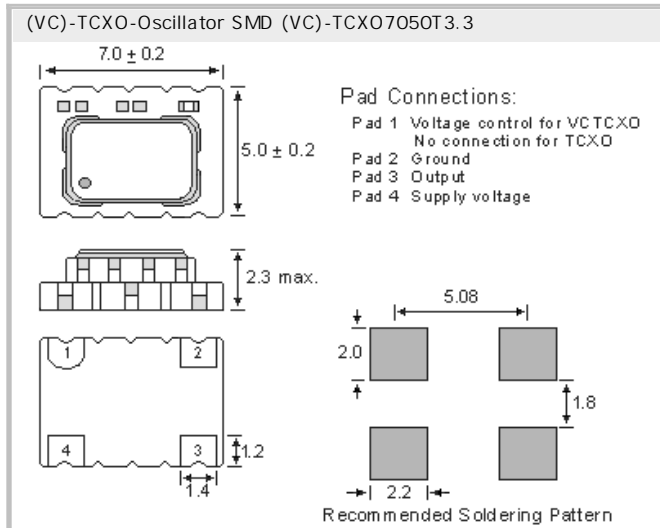 (VC)-TCXO-Oscillator SMD (VC)-TCXO7050T3.3
7.0 ± 0.2
5.0 ± 0.2
Pad Connections:
Pad 1 Voltage control for VCTCXO
No connection for TCXO
Pad 2 Ground
Pad 3 Output
Pad 4 Supply voltage
2.3 max.
5.08
2.0
1.8
1
2
4
3
1.2
1.4
2.2
Recommended Soldering Pattern